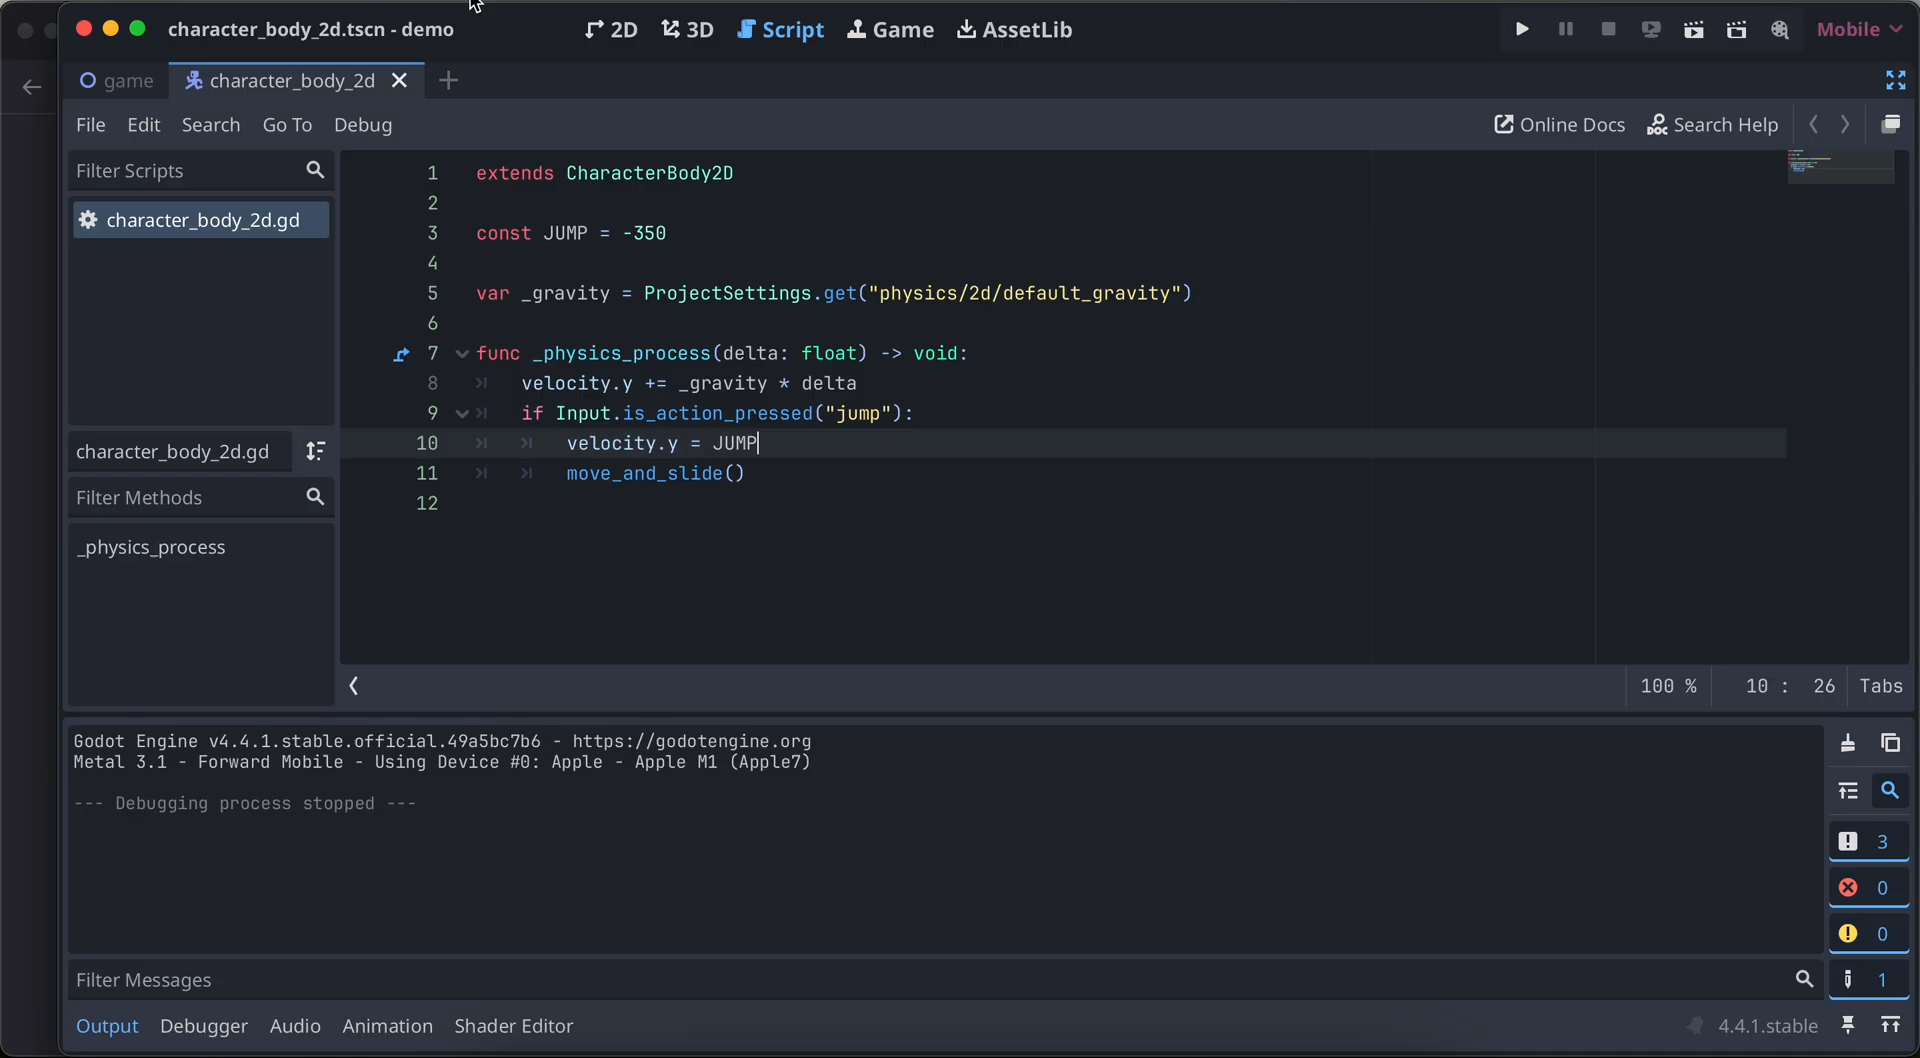 character_body_2d.tscn - demo
2D 3D Script Game AssetLib
Mobile
game character_body_2d
File Edit Search Go To Debug
Online Docs Search Help
Filter Scripts
character_body_2d.gd
character_body_2d.gd
Filter Methods
_physics_process
1 extends CharacterBody2D
2
3 const JUMP = -350
4
5 var _gravity = ProjectSettings.get("physics/2d/default_gravity")
6
7 func _physics_process(delta: float) -> void:
8 velocity.y += _gravity * delta
9 if Input.is_action_pressed("jump"):
10 velocity.y = JUMP
11 move_and_slide()
12
100 % 10 : 26 Tabs
Godot Engine v4.4.1.stable.official.49a5bc7b6 - https://godotengine.org
Metal 3.1 - Forward Mobile - Using Device #0: Apple - Apple M1 (Apple7)
--- Debugging process stopped ---
3
0
0
1
Filter Messages
Output Debugger Audio Animation Shader Editor
4.4.1.stable